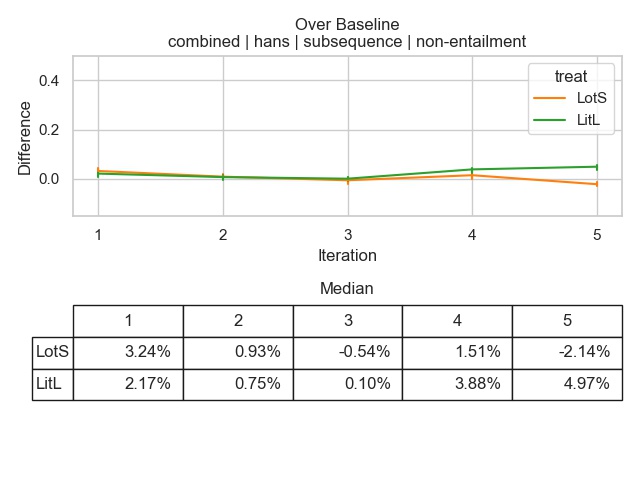 Over Baseline
combined | hans | subsequence | non-entailment
treat
LotS
LitL
Difference
0.4
0.2
0.0
1 2 3 4 5
Iteration
Median
1 2 3 4 5
LotS 3.24% 0.93% -0.54% 1.51% -2.14%
LitL 2.17% 0.75% 0.10% 3.88% 4.97%